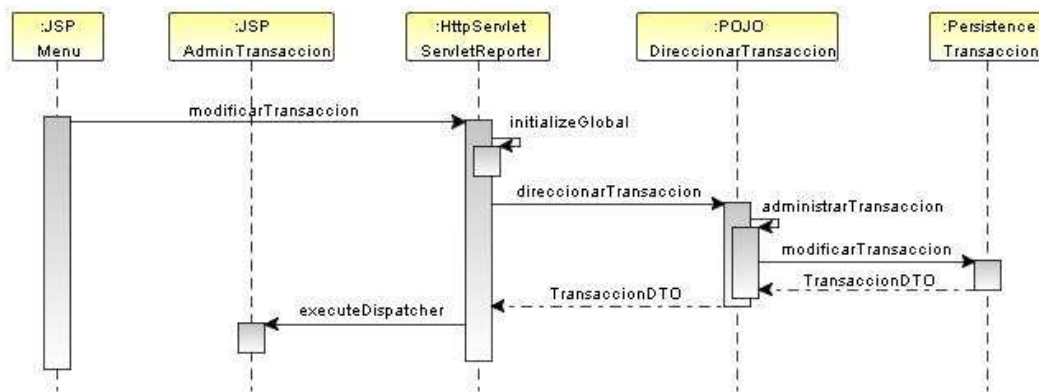 :JSP
Menu
:JSP
AdminTransaccion
:HttpServlet
ServletReporter
:POJO
DireccionarTransaccion
:Persistence
Transaccion
modificarTransaccion
initializeGlobal
direccionarTransaccion
administrarTransaccion
modificarTransaccion
TransaccionDTO
TransaccionDTO
executeDispatcher